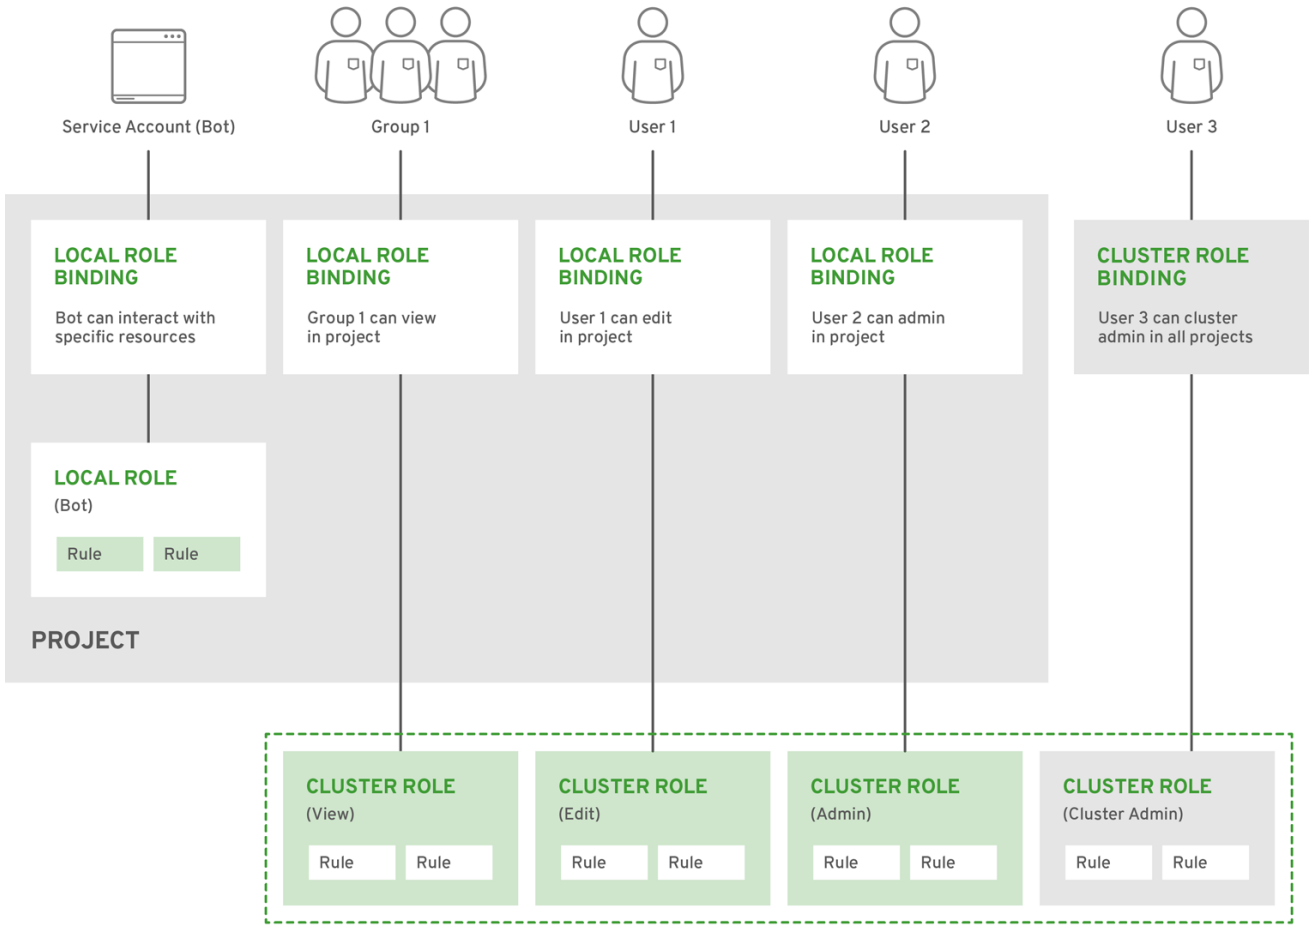 Service Account (Bot)
Group 1
User 1
User 2
User 3
LOCAL ROLE
BINDING
Bot can interact with
specific resources
LOCAL ROLE
BINDING
Group 1 can view
in project
LOCAL ROLE
BINDING
User 1 can edit
in project
LOCAL ROLE
BINDING
User 2 can admin
in project
CLUSTER ROLE
BINDING
User 3 can cluster
admin in all projects
LOCAL ROLE
(Bot)
Rule
Rule
PROJECT
CLUSTER ROLE
(View)
Rule
Rule
CLUSTER ROLE
(Edit)
Rule
Rule
CLUSTER ROLE
(Admin)
Rule
Rule
CLUSTER ROLE
(Cluster Admin)
Rule
Rule